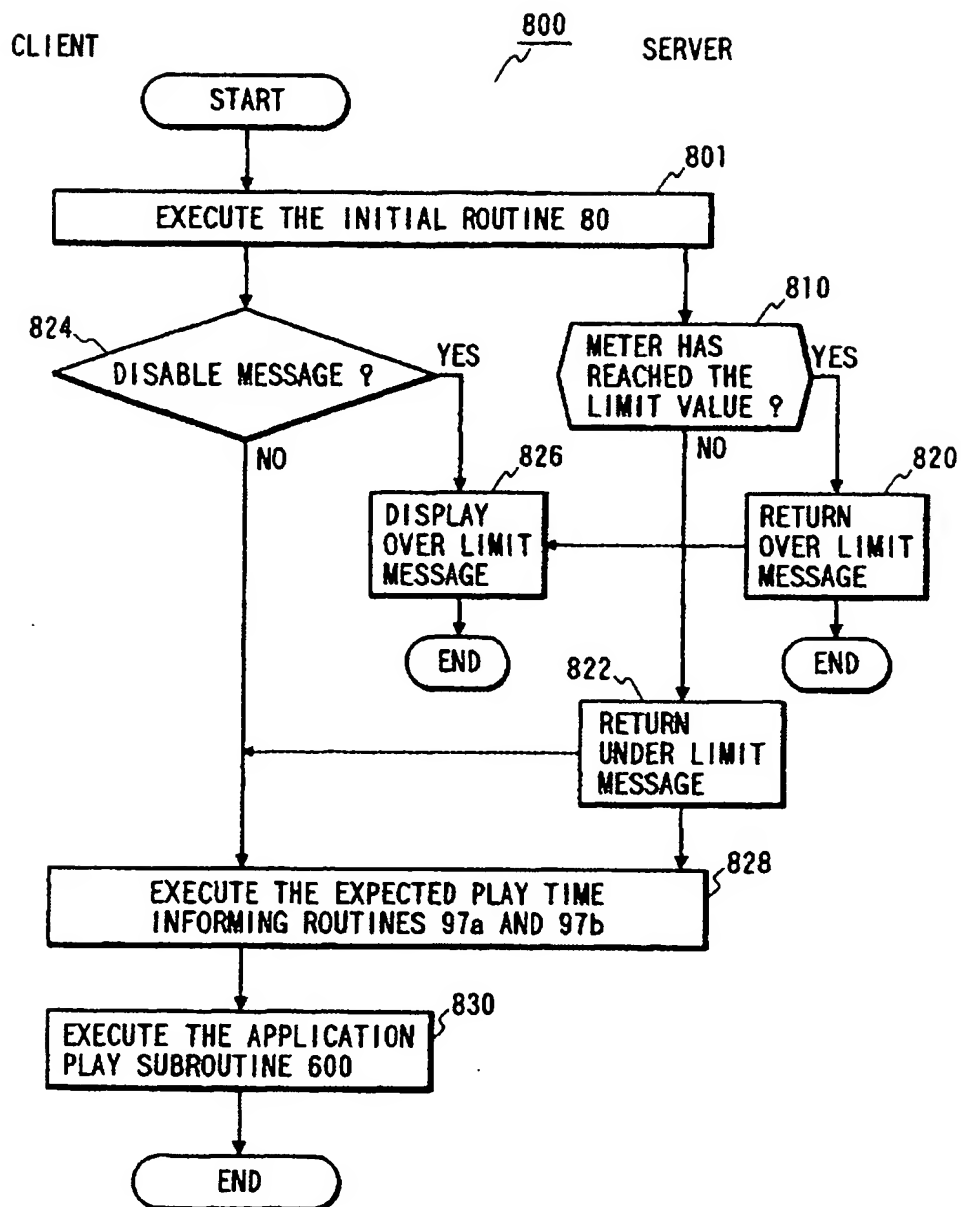 CLIENT
800
SERVER
START
801
EXECUTE THE INITIAL ROUTINE 80
824
DISABLE MESSAGE ?
YES
NO
810
METER HAS
REACHED THE
LIMIT VALUE ?
YES
NO
826
DISPLAY
OVER LIMIT
MESSAGE
820
RETURN
OVER LIMIT
MESSAGE
END
END
822
RETURN
UNDER LIMIT
MESSAGE
828
EXECUTE THE EXPECTED PLAY TIME
INFORMING ROUTINES 97a AND 97b
830
EXECUTE THE APPLICATION
PLAY SUBROUTINE 600
END